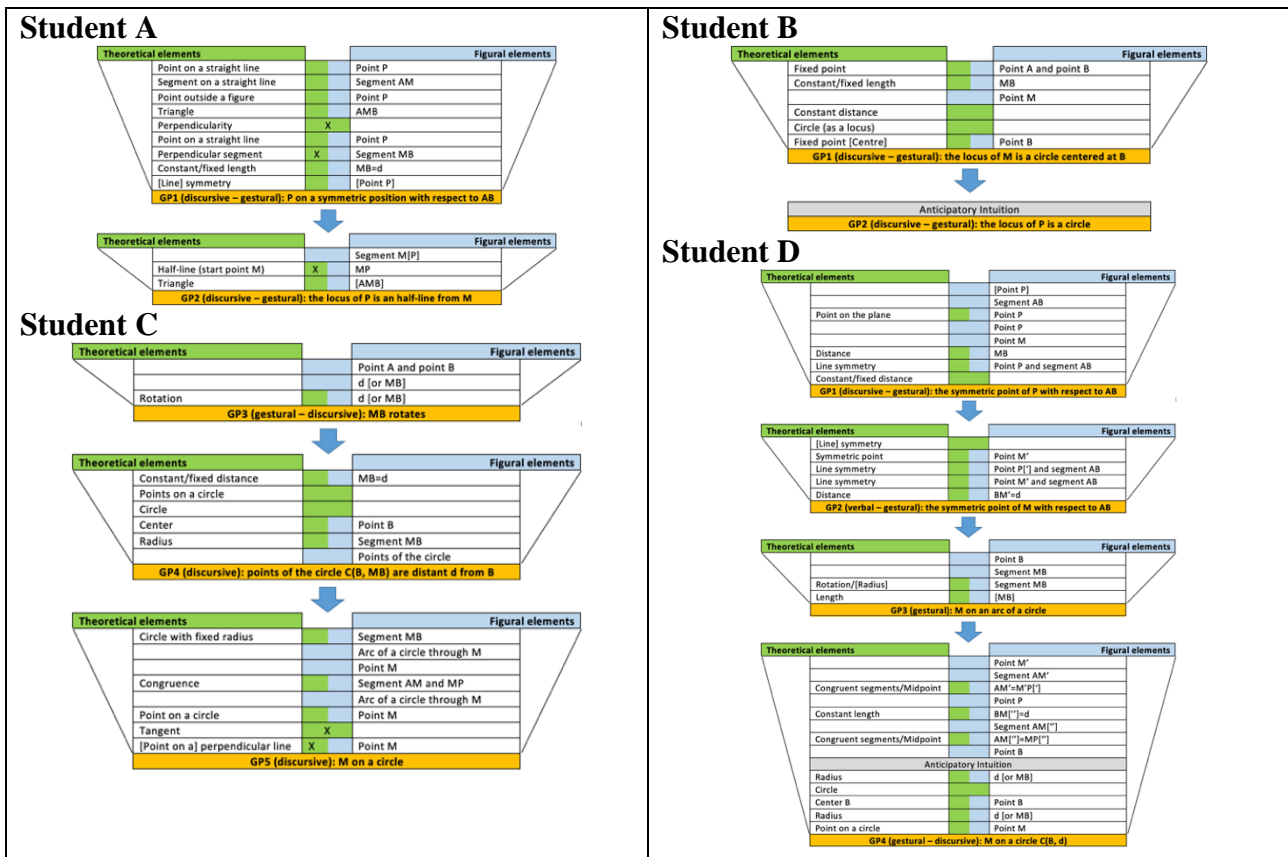 Student A
Theoretical elements Figural elements
Point on a straight line Point P
Segment on a straight line Segment AM
Point outside a figure Point P
Triangle AMB
Perpendicularity X
Point on a straight line Point P
Perpendicular segment X Segment MB
Constant/fixed length MB=d
[Line] symmetry [Point P]
GP1 (discursive – gestural): P on a symmetric position with respect to AB
Segment M[P]
Half-line (start point M) X MP
Triangle [AMB]
GP2 (discursive – gestural): the locus of P is an half-line from M
Student C
Theoretical elements Figural elements
Point A and point B
d [or MB]
Rotation d [or MB]
GP3 (gestural – discursive): MB rotates
Theoretical elements Figural elements
Constant/fixed distance MB=d
Points on a circle
Circle
Center Point B
Radius Segment MB
Points of the circle
GP4 (discursive): points of the circle C(B, MB) are distant d from B
Theoretical elements Figural elements
Circle with fixed radius Segment MB
Arc of a circle through M
Point M
Congruence Segment AM and MP
Arc of a circle through M
Point on a circle Point M
Tangent X
[Point on a] perpendicular line X Point M
GP5 (discursive): M on a circle
Student B
Theoretical elements Figural elements
Fixed point Point A and point B
Constant/fixed length MB
Point M
Constant distance
Circle (as a locus)
Fixed point [Centre] Point B
GP1 (discursive – gestural): the locus of M is a circle centered at B
Anticipatory Intuition
GP2 (discursive – gestural): the locus of P is a circle
Student D
Theoretical elements Figural elements
[Point P]
Segment AB
Point on the plane Point P
Point P
Point M
Distance MB
Line symmetry Point P and segment AB
Constant/fixed distance
GP1 (discursive – gestural): the symmetric point of P with respect to AB
Theoretical elements Figural elements
[Line] symmetry
Symmetric point Point M'
Line symmetry Point P['] and segment AB
Line symmetry Point M' and segment AB
Distance BM'=d
GP2 (verbal – gestural): the symmetric point of M with respect to AB
Theoretical elements Figural elements
Point B
Segment MB
Rotation/[Radius] Segment MB
Length [MB]
GP3 (gestural): M on an arc of a circle
Theoretical elements Figural elements
Point M'
Segment AM'
Congruent segments/Midpoint AM'=M'P[']
Point P
Constant length BM['']=d
Segment AM['']
Congruent segments/Midpoint AM['']=MP['']
Point B
Anticipatory Intuition
Radius d [or MB]
Circle
Center B Point B
Radius d [or MB]
Point on a circle Point M
GP4 (gestural – discursive): M on a circle C(B, d)